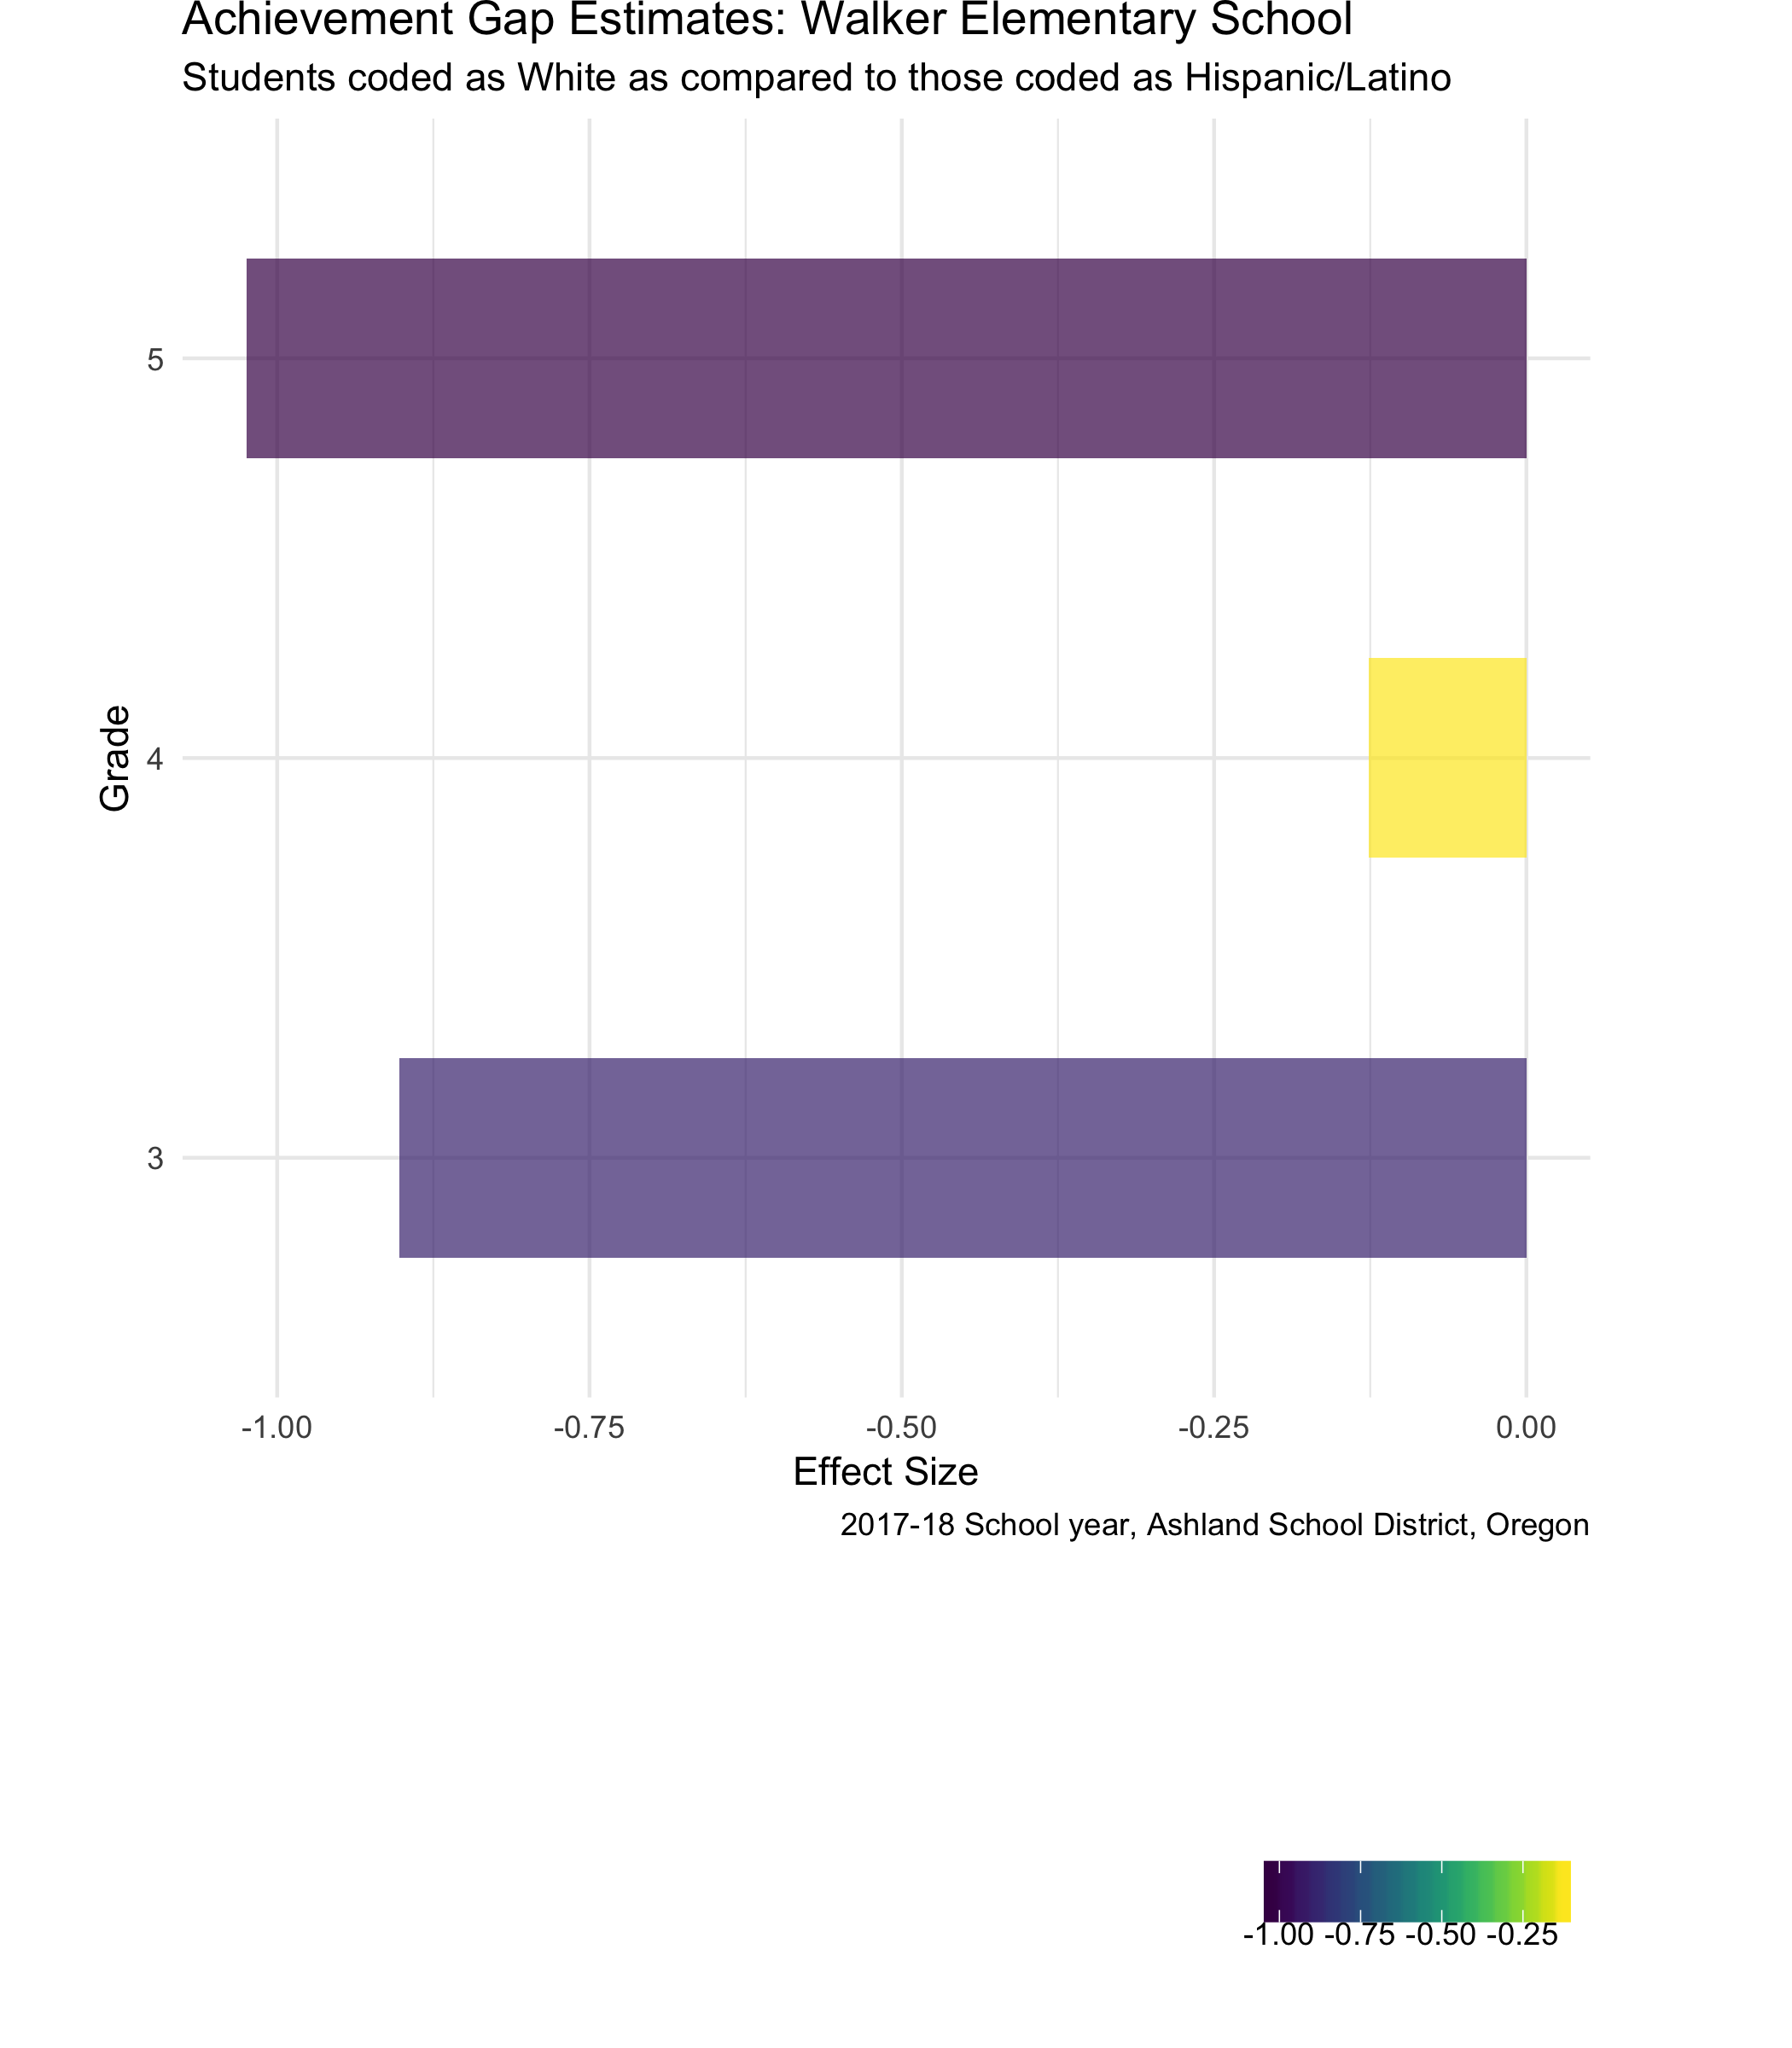 Achievement Gap Estimates: Walker Elementary School
Students coded as White as compared to those coded as Hispanic/Latino
5
Grade
4
3
-1.00 -0.75 -0.50 -0.25 0.00
Effect Size
2017-18 School year, Ashland School District, Oregon
-1.00 -0.75 -0.50 -0.25